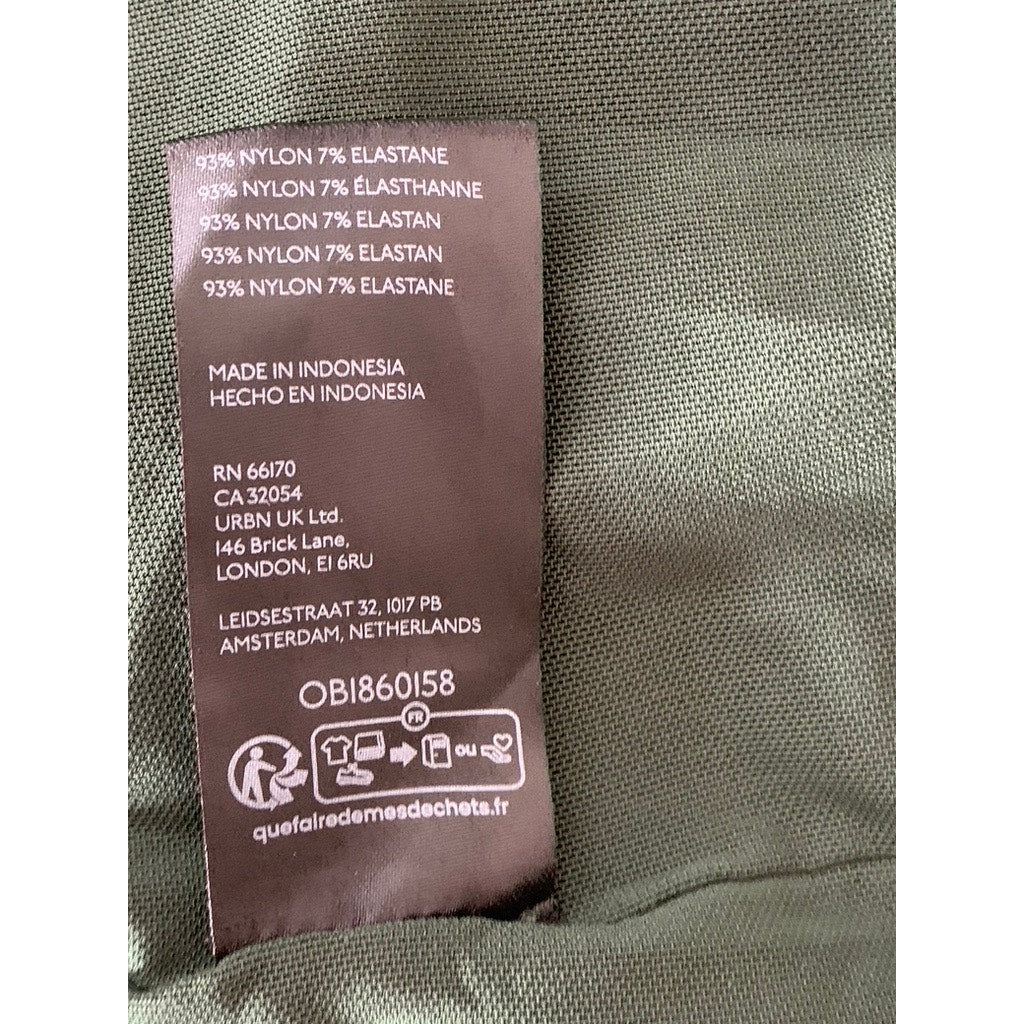 93% NYLON 7% ELASTANE
93% NYLON 7% ÉLASTHANNE
93% NYLON 7% ELASTAN
93% NYLON 7% ELASTAN
93% NYLON 7% ELASTANE
MADE IN INDONESIA
HECHO EN INDONESIA
RN 66170
CA 32054
URBN UK Ltd.
146 Brick Lane,
LONDON, E1 6RU
LEIDSESTRAAT 32, 1017 PB
AMSTERDAM, NETHERLANDS
OB1860158
FR
OU
quefairedemesdechets.fr